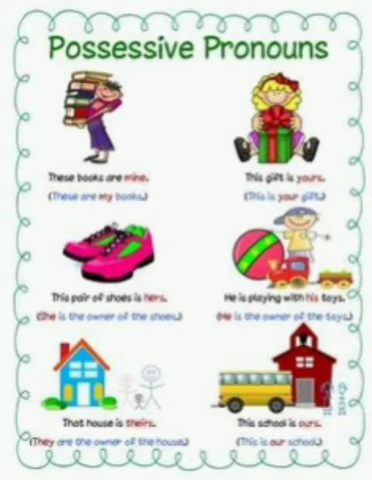 Possessive Pronouns
These books are mine.
(These are my books.)
This gift is yours.
(This is your gift.)
This pair of shoes is hers.
(She is the owner of the shoes.)
He is playing with his toys.
(He is the owner of the toys.)
That house is theirs.
(They are the owner of the house.)
This school is ours.
(This is our school.)